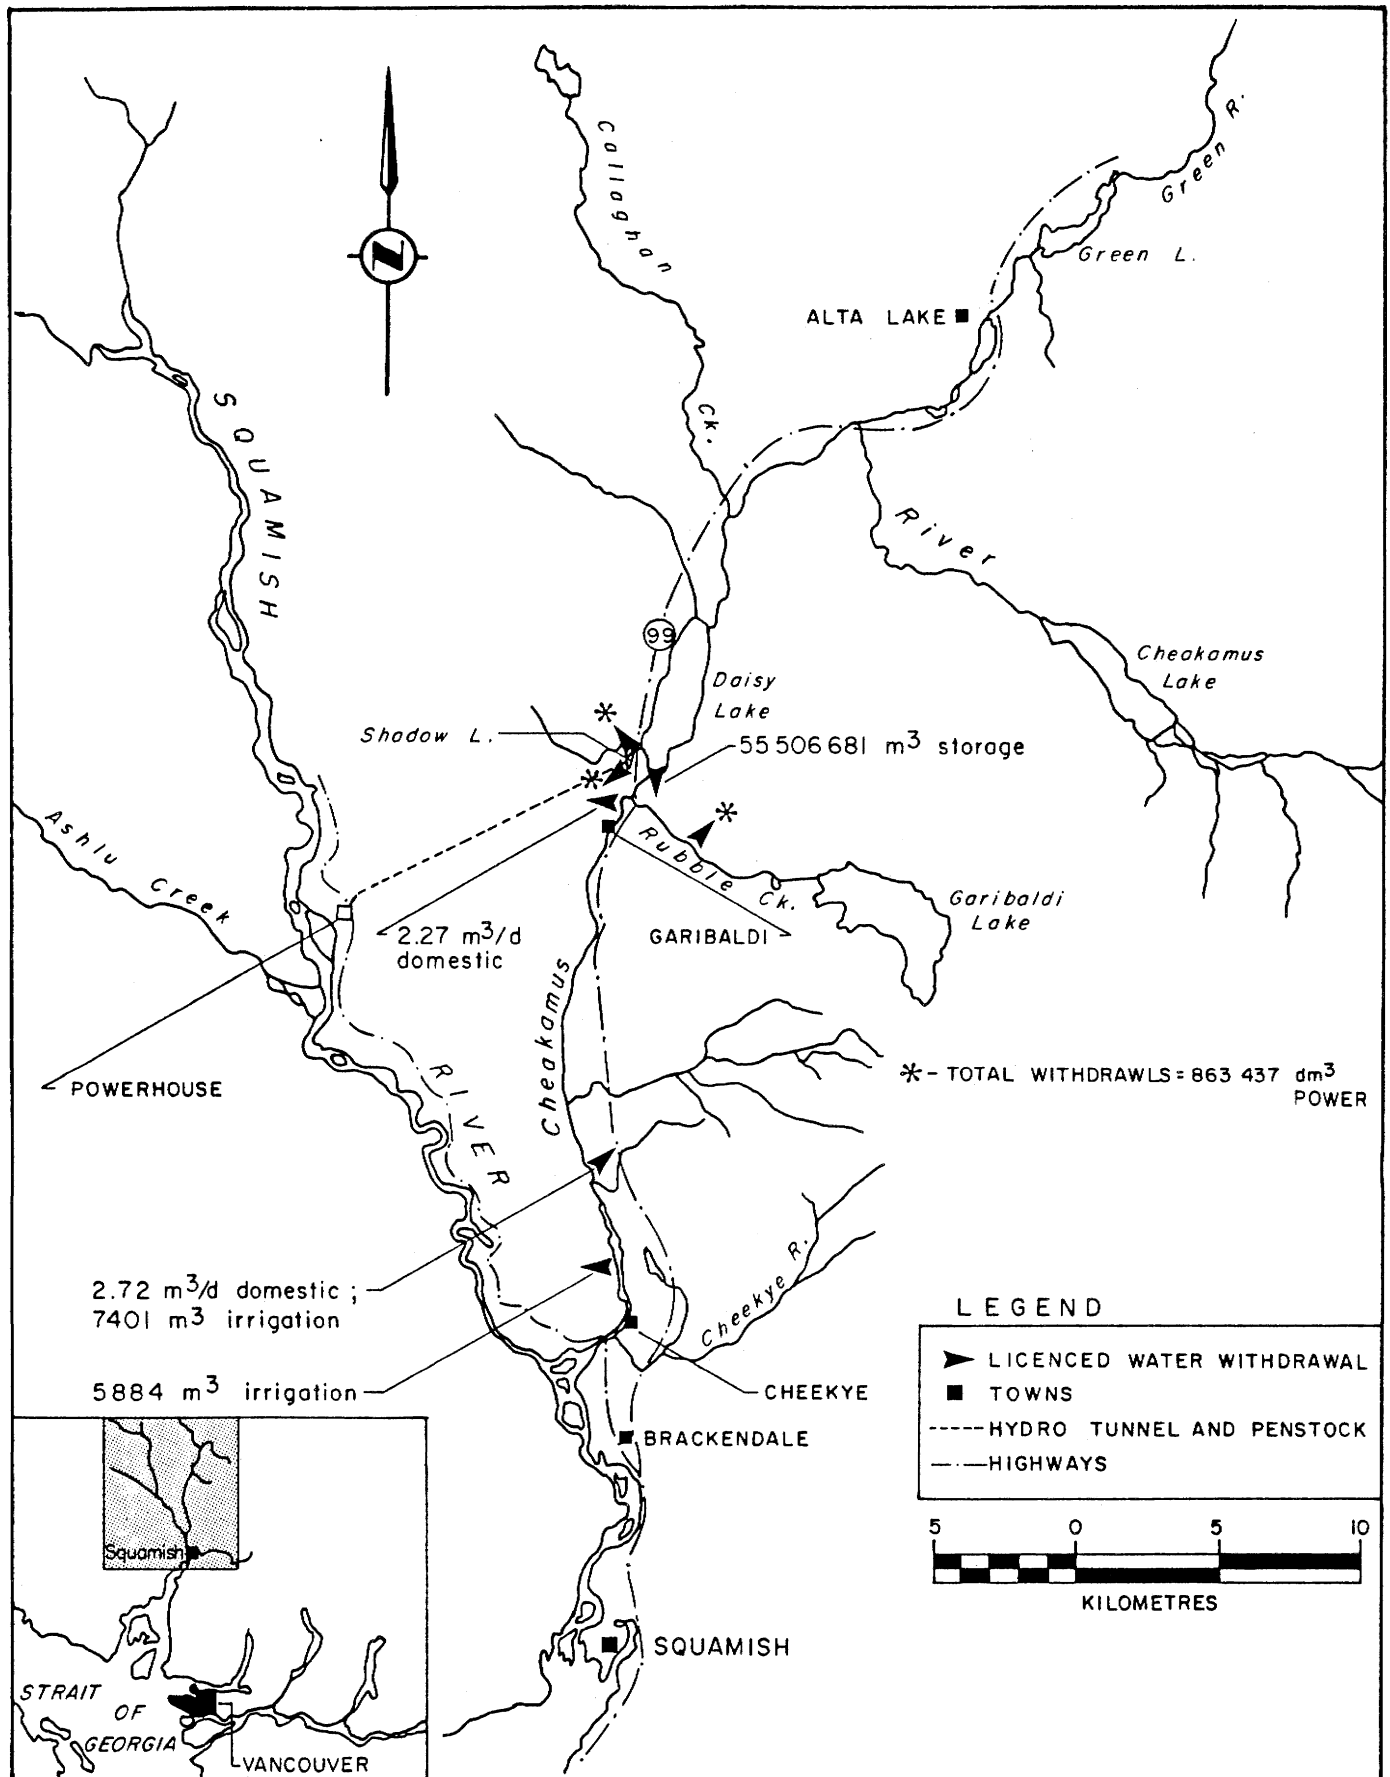 Callaghan
Ck.
Green R.
Green L.
ALTA LAKE
N
SQUAMISH
River
99
Cheakamus
Lake
Daisy
Lake
Shadow L.
55 506 681 m³ storage
*
*
*
Ashlu Creek
Rubble Ck.
Garibaldi
Lake
2.27 m³/d
domestic
GARIBALDI
Cheakamus
POWERHOUSE
RIVER
*- TOTAL WITHDRAWLS = 863 437 dm³
POWER
2.72 m³/d domestic ;
7401 m³ irrigation
Cheekye R.
5884 m³ irrigation
CHEEKYE
BRACKENDALE
SQUAMISH
LEGEND
LICENCED WATER WITHDRAWAL
TOWNS
HYDRO TUNNEL AND PENSTOCK
HIGHWAYS
5 0 5 10
KILOMETRES
Squamish
STRAIT
OF
GEORGIA
VANCOUVER